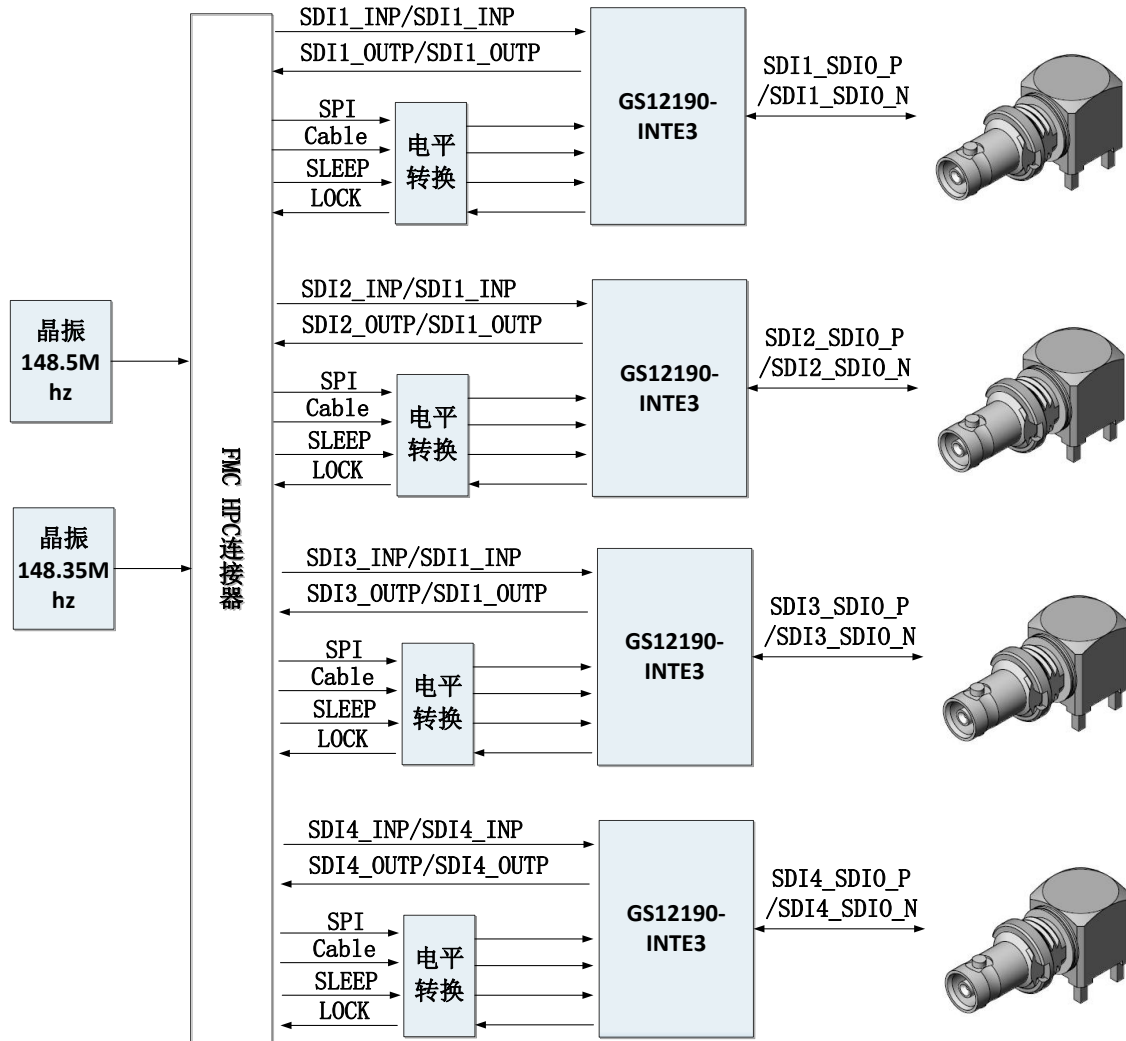 SDI1_INP/SDI1_INP
SDI1_OUTP/SDI1_OUTP
SPI
Cable
SLEEP
LOCK
电平
转换
GS12190-
INTE3
SDI1_SDIO_P
/SDI1_SDIO_N
晶振
148.5M
hz
晶振
148.35M
hz
FMC HPC连接器
SDI2_INP/SDI1_INP
SDI2_OUTP/SDI1_OUTP
SPI
Cable
SLEEP
LOCK
电平
转换
GS12190-
INTE3
SDI2_SDIO_P
/SDI2_SDIO_N
SDI3_INP/SDI1_INP
SDI3_OUTP/SDI1_OUTP
SPI
Cable
SLEEP
LOCK
电平
转换
GS12190-
INTE3
SDI3_SDIO_P
/SDI3_SDIO_N
SDI4_INP/SDI4_INP
SDI4_OUTP/SDI4_OUTP
SPI
Cable
SLEEP
LOCK
电平
转换
GS12190-
INTE3
SDI4_SDIO_P
/SDI4_SDIO_N